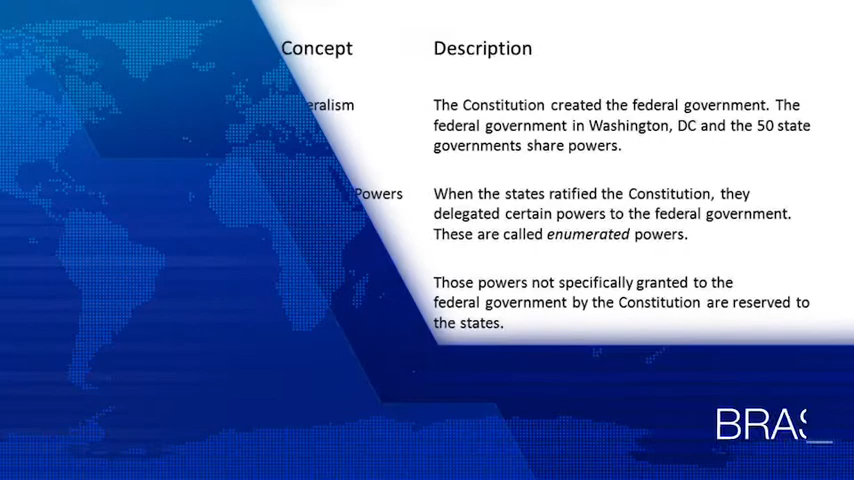 Concept Description
eralism The Constitution created the federal government. The
federal government in Washington, DC and the 50 state
governments share powers.
Powers When the states ratified the Constitution, they
delegated certain powers to the federal government.
These are called enumerated powers.
Those powers not specifically granted to the
federal government by the Constitution are reserved to
the states.
BRAS